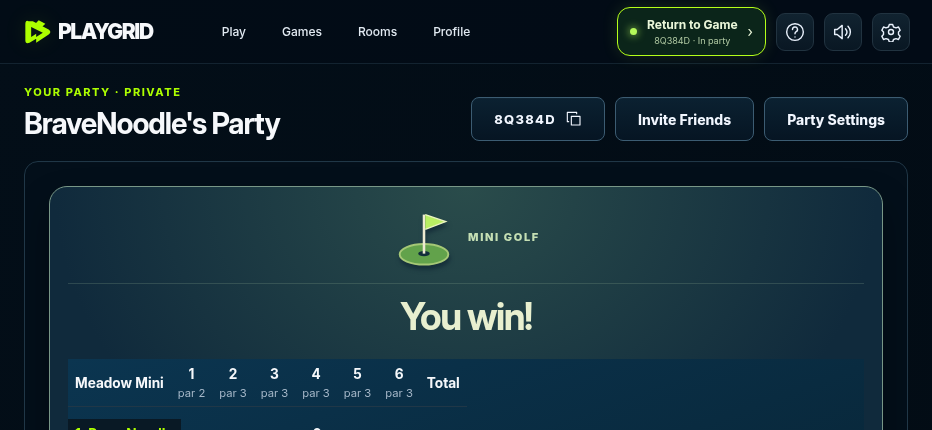 PLAYGRID
Play
Games
Rooms
Profile
Return to Game
8Q384D · In party
YOUR PARTY · PRIVATE
BraveNoodle's Party
8Q384D
Invite Friends
Party Settings
MINI GOLF
You win!
Meadow Mini 1 2 3 4 5 6 Total
par 2 par 3 par 3 par 3 par 3 par 3